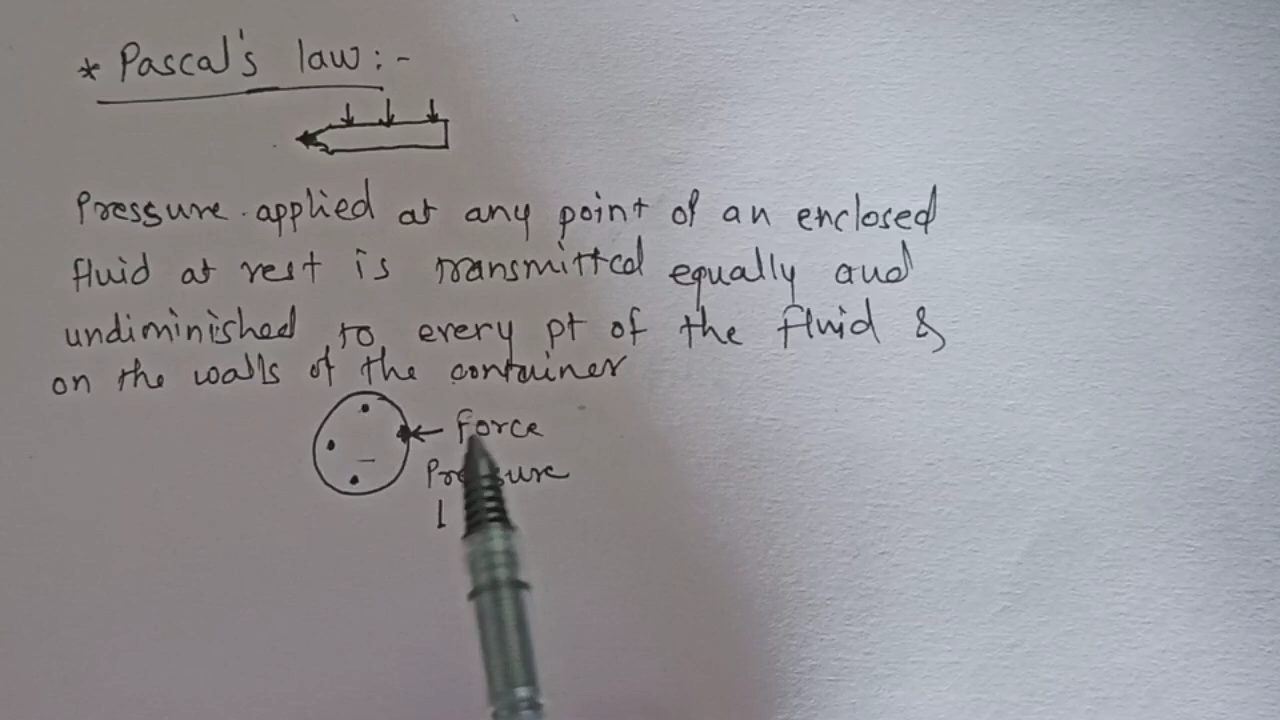 * Pascal's law:-
Pressure applied at any point of an enclosed
fluid at rest is transmitted equally and
undiminished to every pt of the fluid &
on the walls of the container
Force